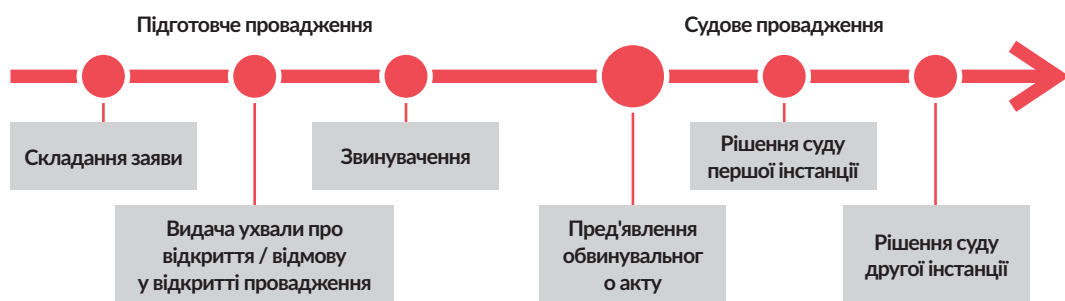 Підготовче провадження
Судове провадження
Складання заяви
Звинувачення
Рішення суду
першої інстанції
Видача ухвали про
відкриття / відмову
у відкритті провадження
Пред'явлення
обвинувальног
о акту
Рішення суду
другої інстанції